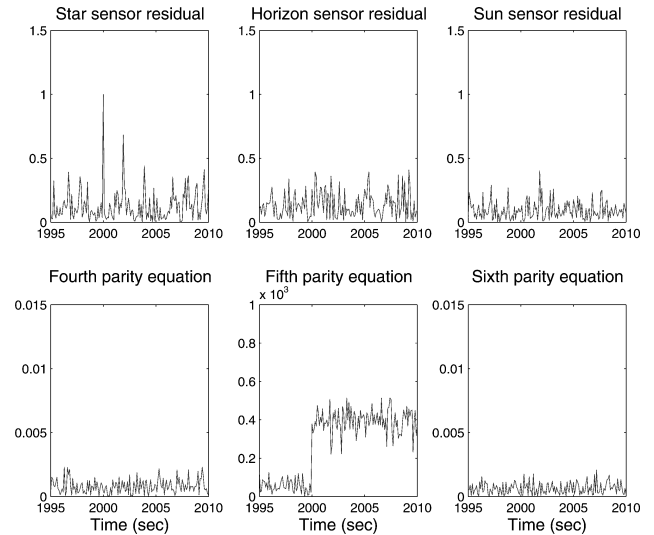 Star sensor residual
1.5
1
0.5
0
1995 2000 2005 2010
Horizon sensor residual
1.5
1
0.5
0
1995 2000 2005 2010
Sun sensor residual
1.5
1
0.5
0
1995 2000 2005 2010
Fourth parity equation
0.015
0.01
0.005
0
1995 2000 2005 2010
Time (sec)
Fifth parity equation
x 10³
1
0.8
0.6
0.4
0.2
0
1995 2000 2005 2010
Time (sec)
Sixth parity equation
0.015
0.01
0.005
0
1995 2000 2005 2010
Time (sec)